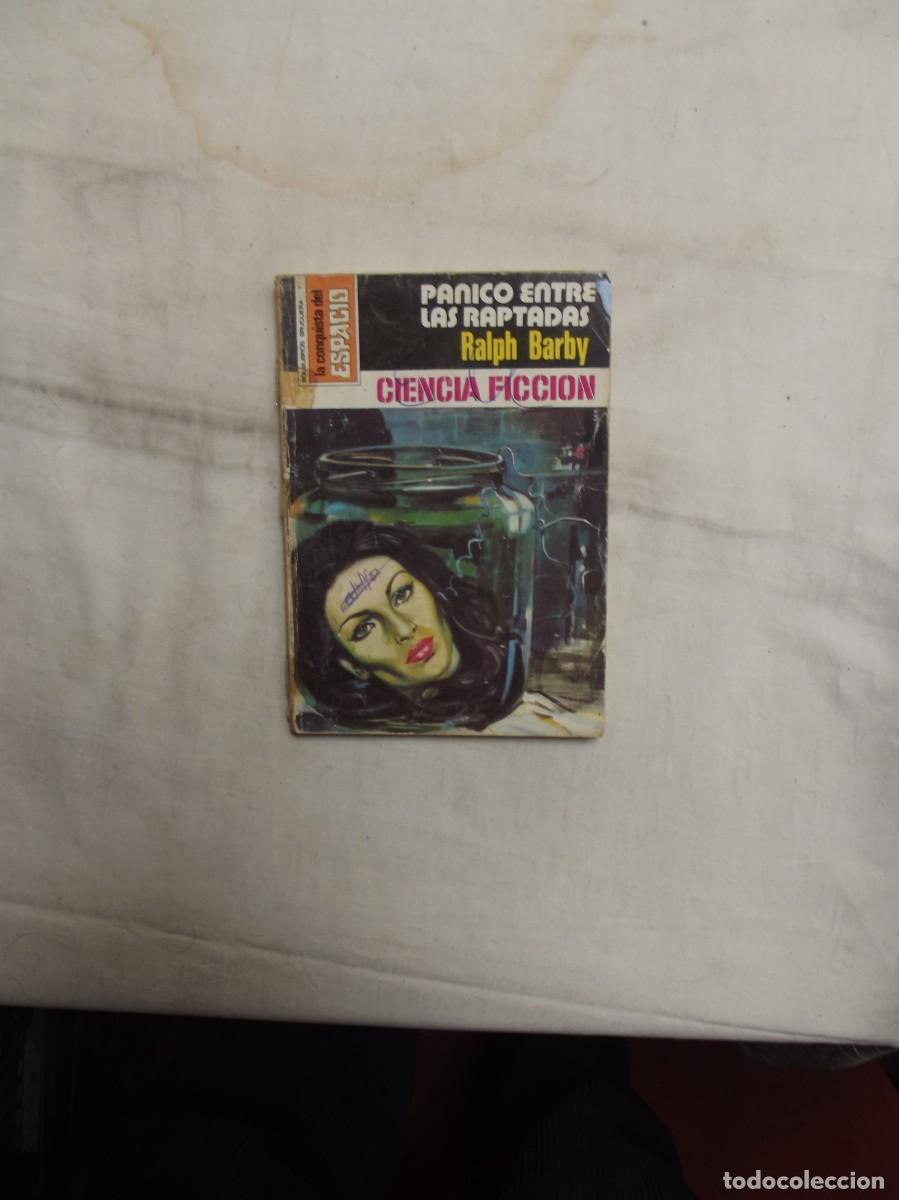 la conquista del
ESPACIO
PANICO ENTRE
LAS RAPTADAS
Ralph Barby
CIENCIA FICCION
todocoleccion